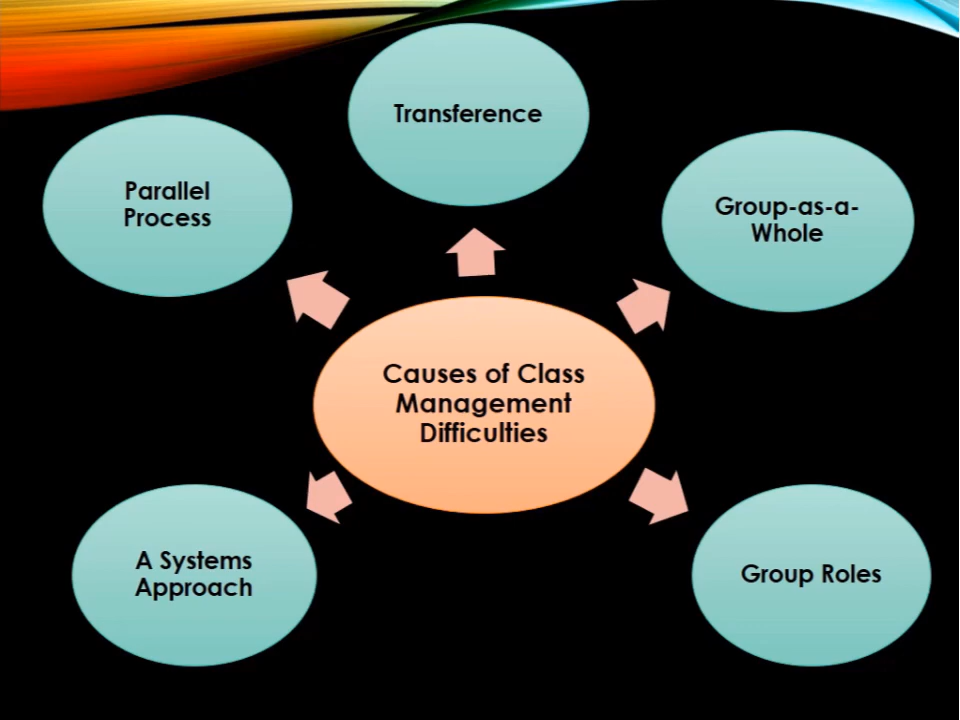 Transference
Parallel
Process
Group-as-a-
Whole
Causes of Class
Management
Difficulties
A Systems
Approach
Group Roles